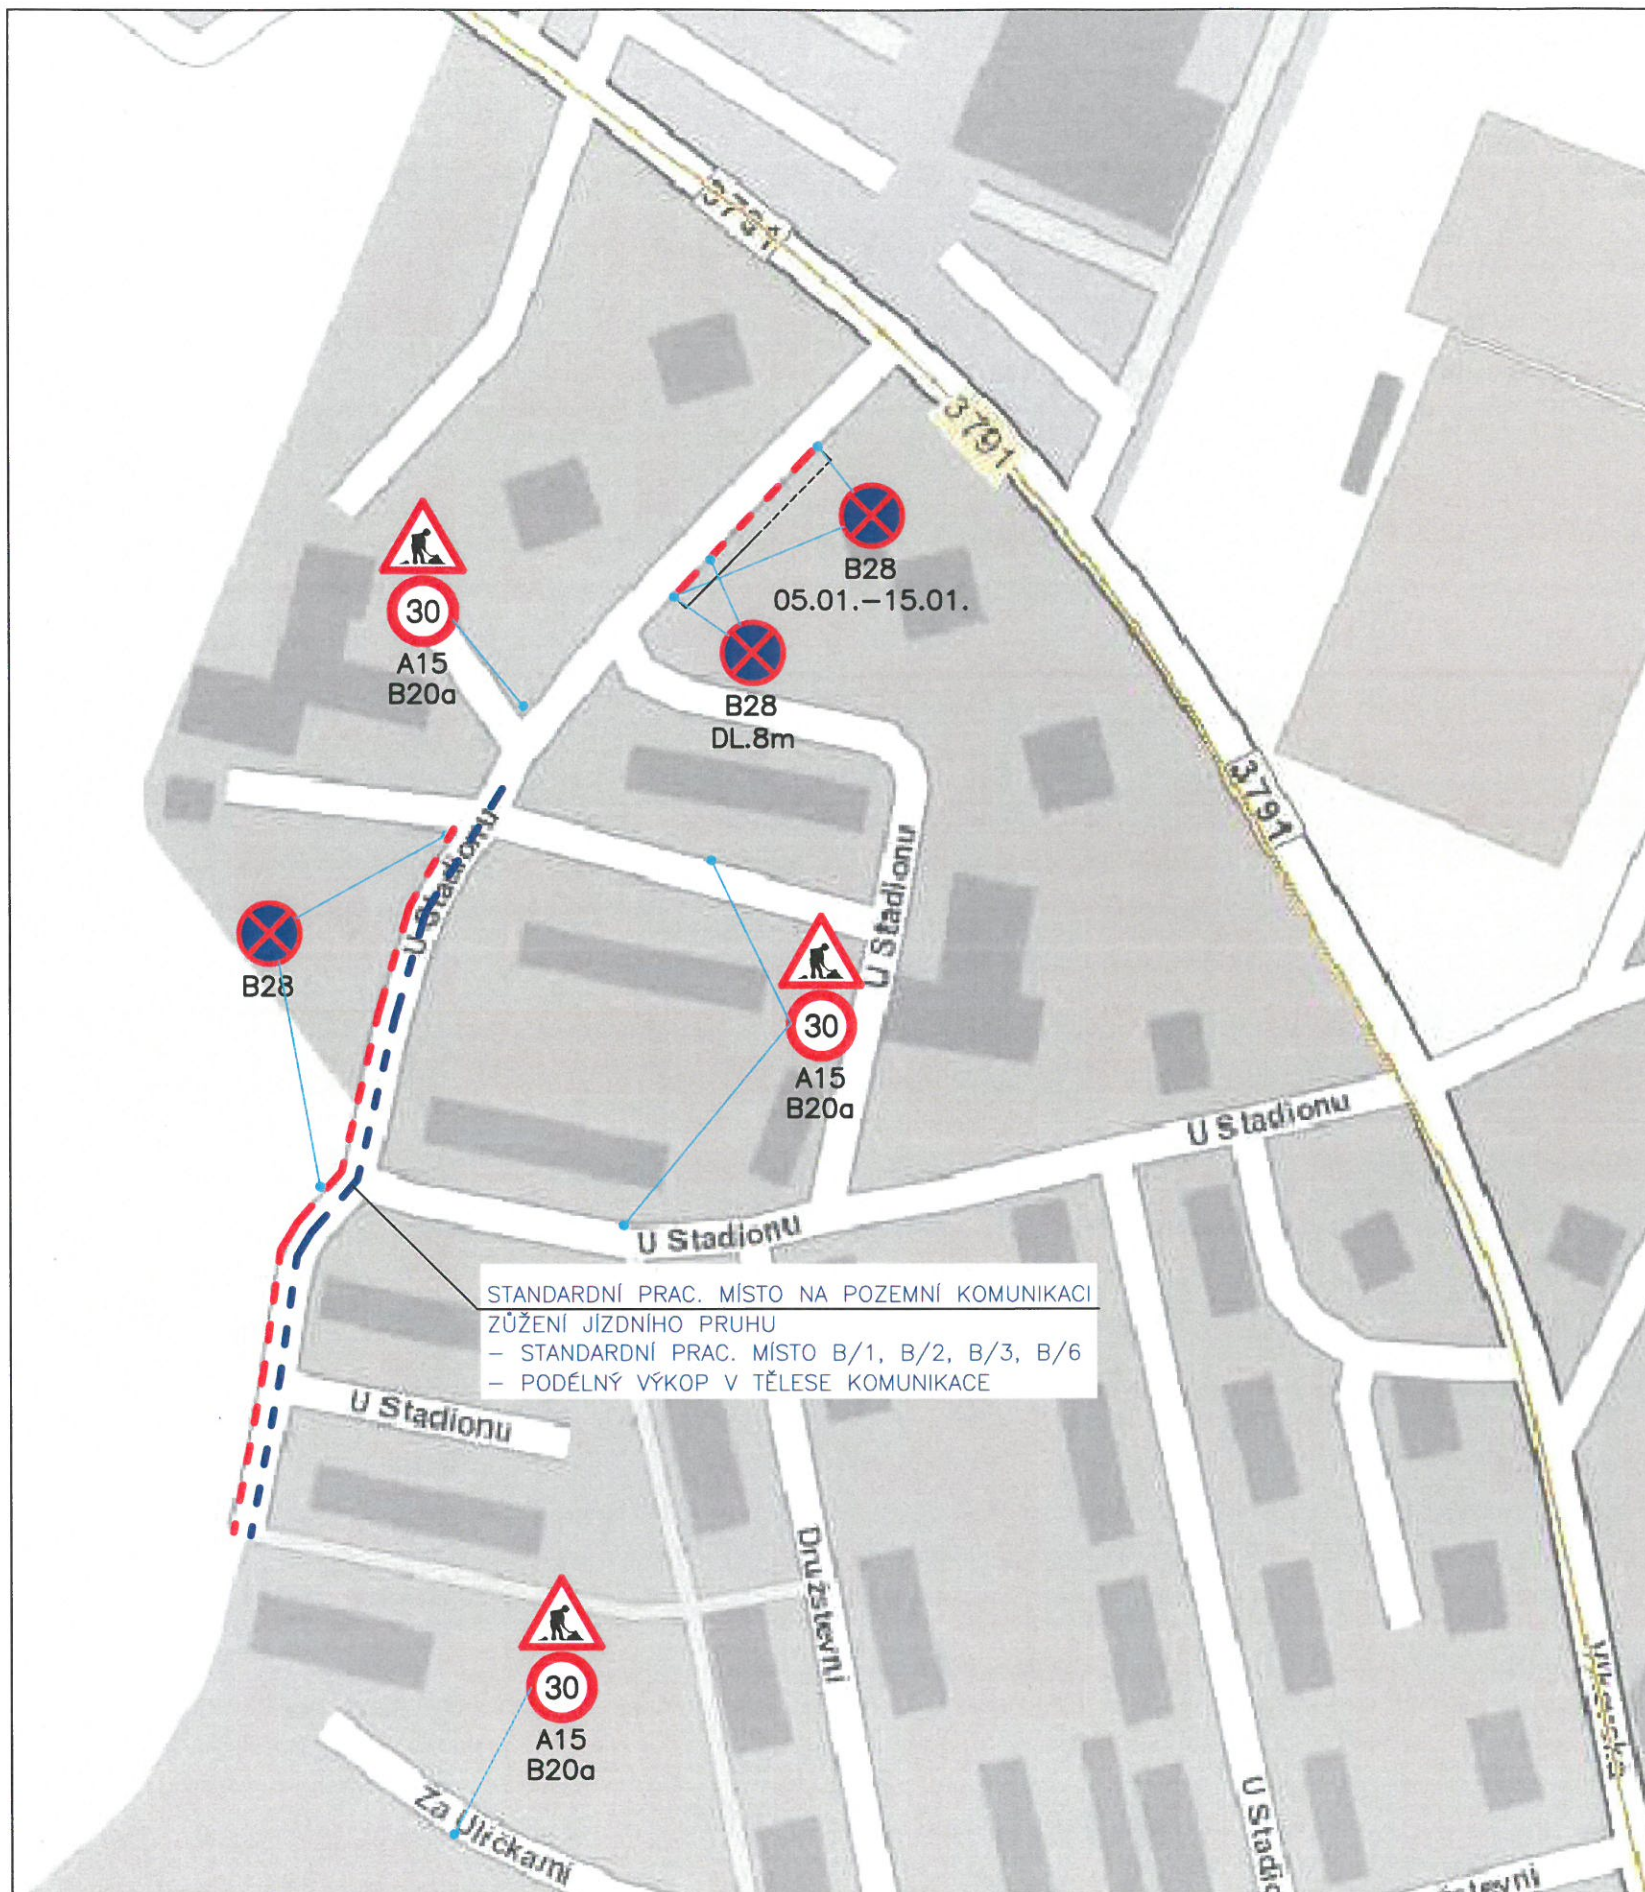 3791
3791
B28
05.01.–15.01.
30
A15
B20a
B28
DL.8m
3791
U Stadionu
U Stadionu
B28
30
A15
B20a
U Stadionu
U Stadionu
STANDARDNÍ PRAC. MÍSTO NA POZEMNÍ KOMUNIKACI
ZŮŽENÍ JÍZDNÍHO PRUHU
– STANDARDNÍ PRAC. MÍSTO B/1, B/2, B/3, B/6
– PODÉLNÝ VÝKOP V TĚLESE KOMUNIKACE
U Stadionu
Družstevní
30
A15
B20a
Za Uličkami
U Stadio